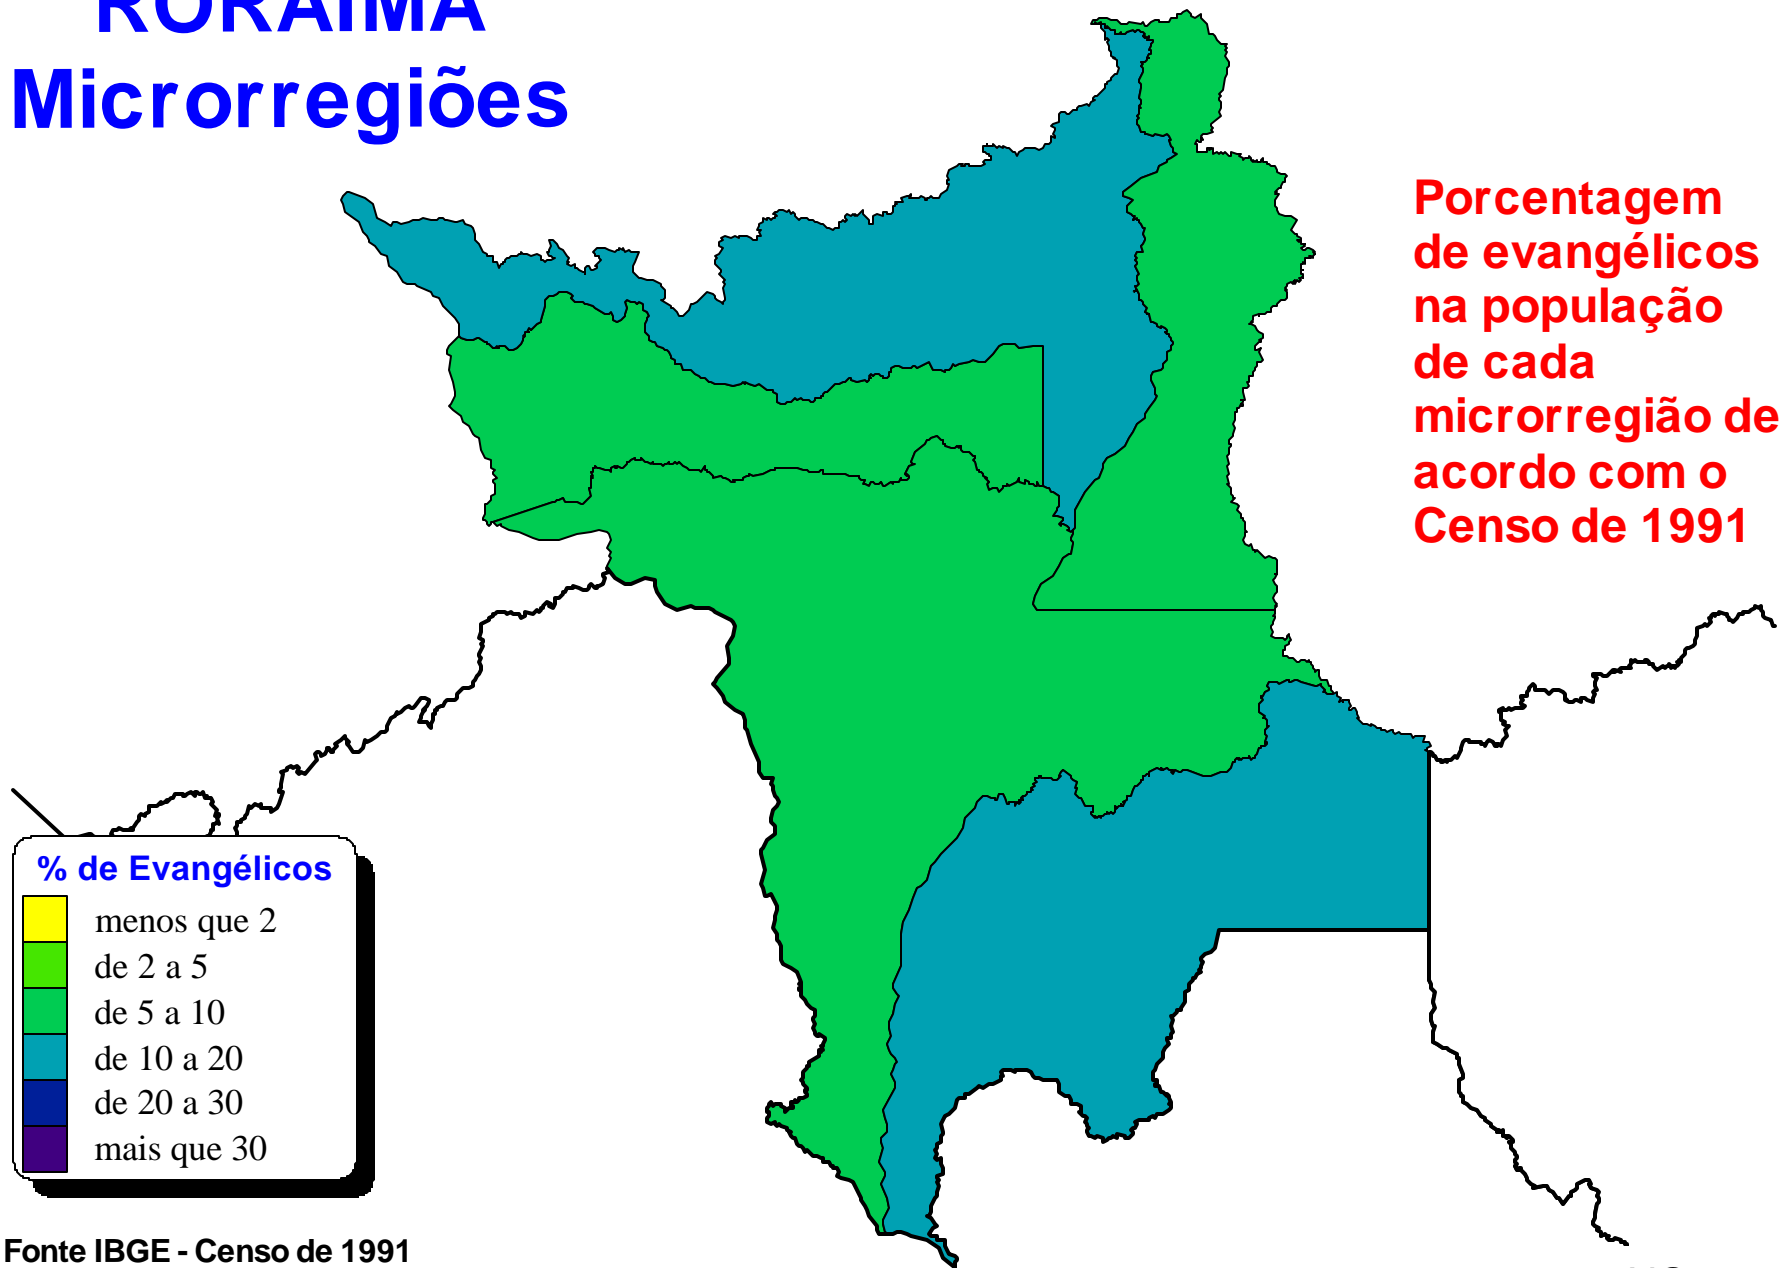 RORAIMA
Microrregiões
Porcentagem
de evangélicos
na população
de cada
microrregião de
acordo com o
Censo de 1991
% de Evangélicos
menos que 2
de 2 a 5
de 5 a 10
de 10 a 20
de 20 a 30
mais que 30
Fonte IBGE - Censo de 1991